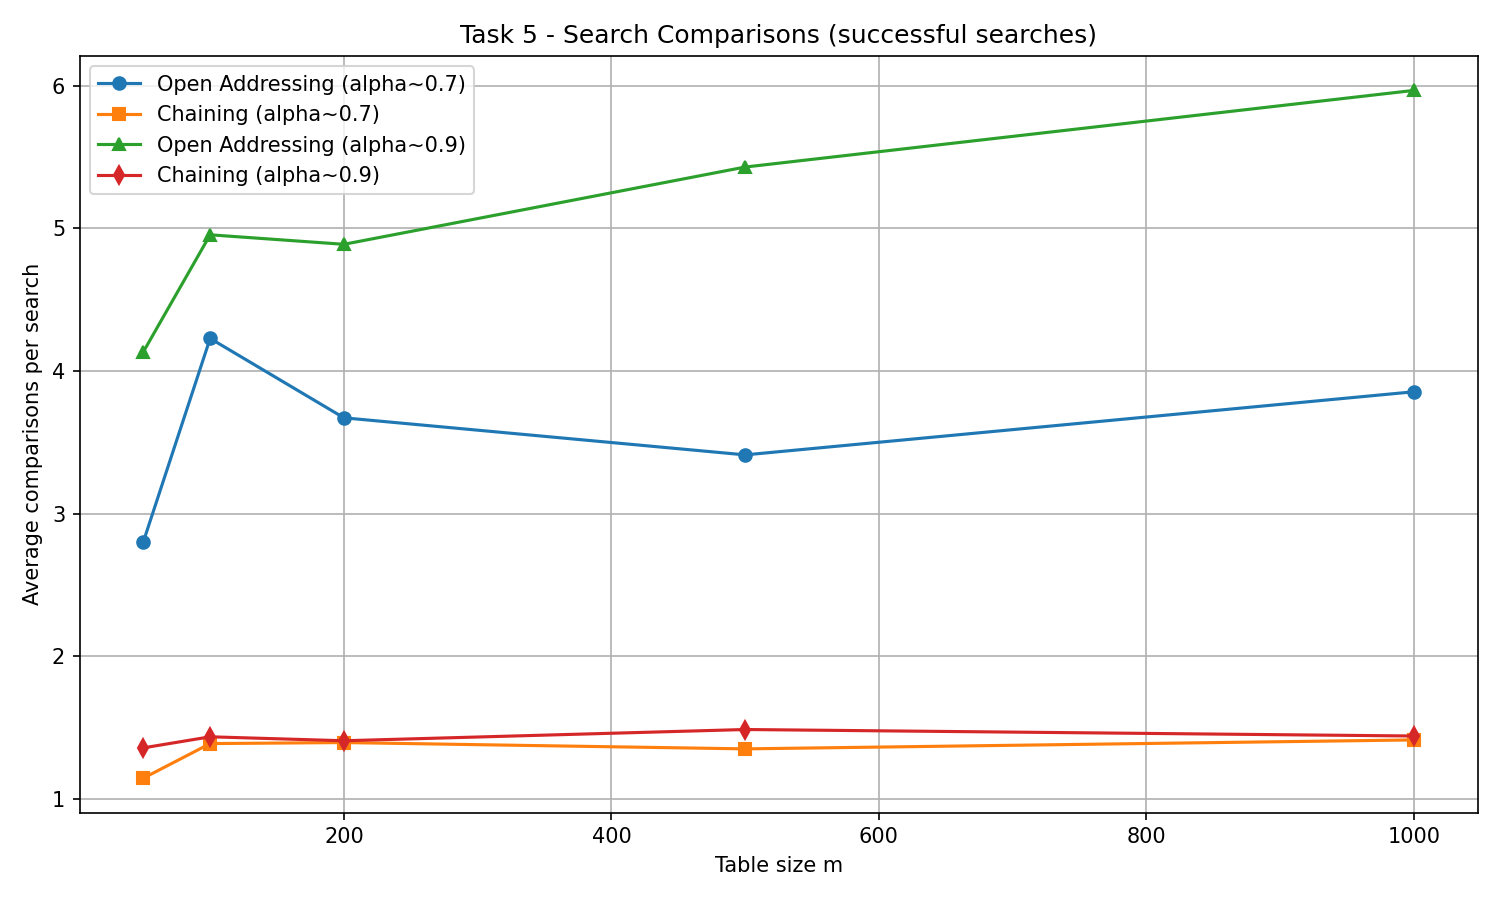 Task 5 - Search Comparisons (successful searches)
Open Addressing (alpha~0.7)
Chaining (alpha~0.7)
Open Addressing (alpha~0.9)
Chaining (alpha~0.9)
Average comparisons per search
6
5
4
3
2
1
200
400
600
800
1000
Table size m